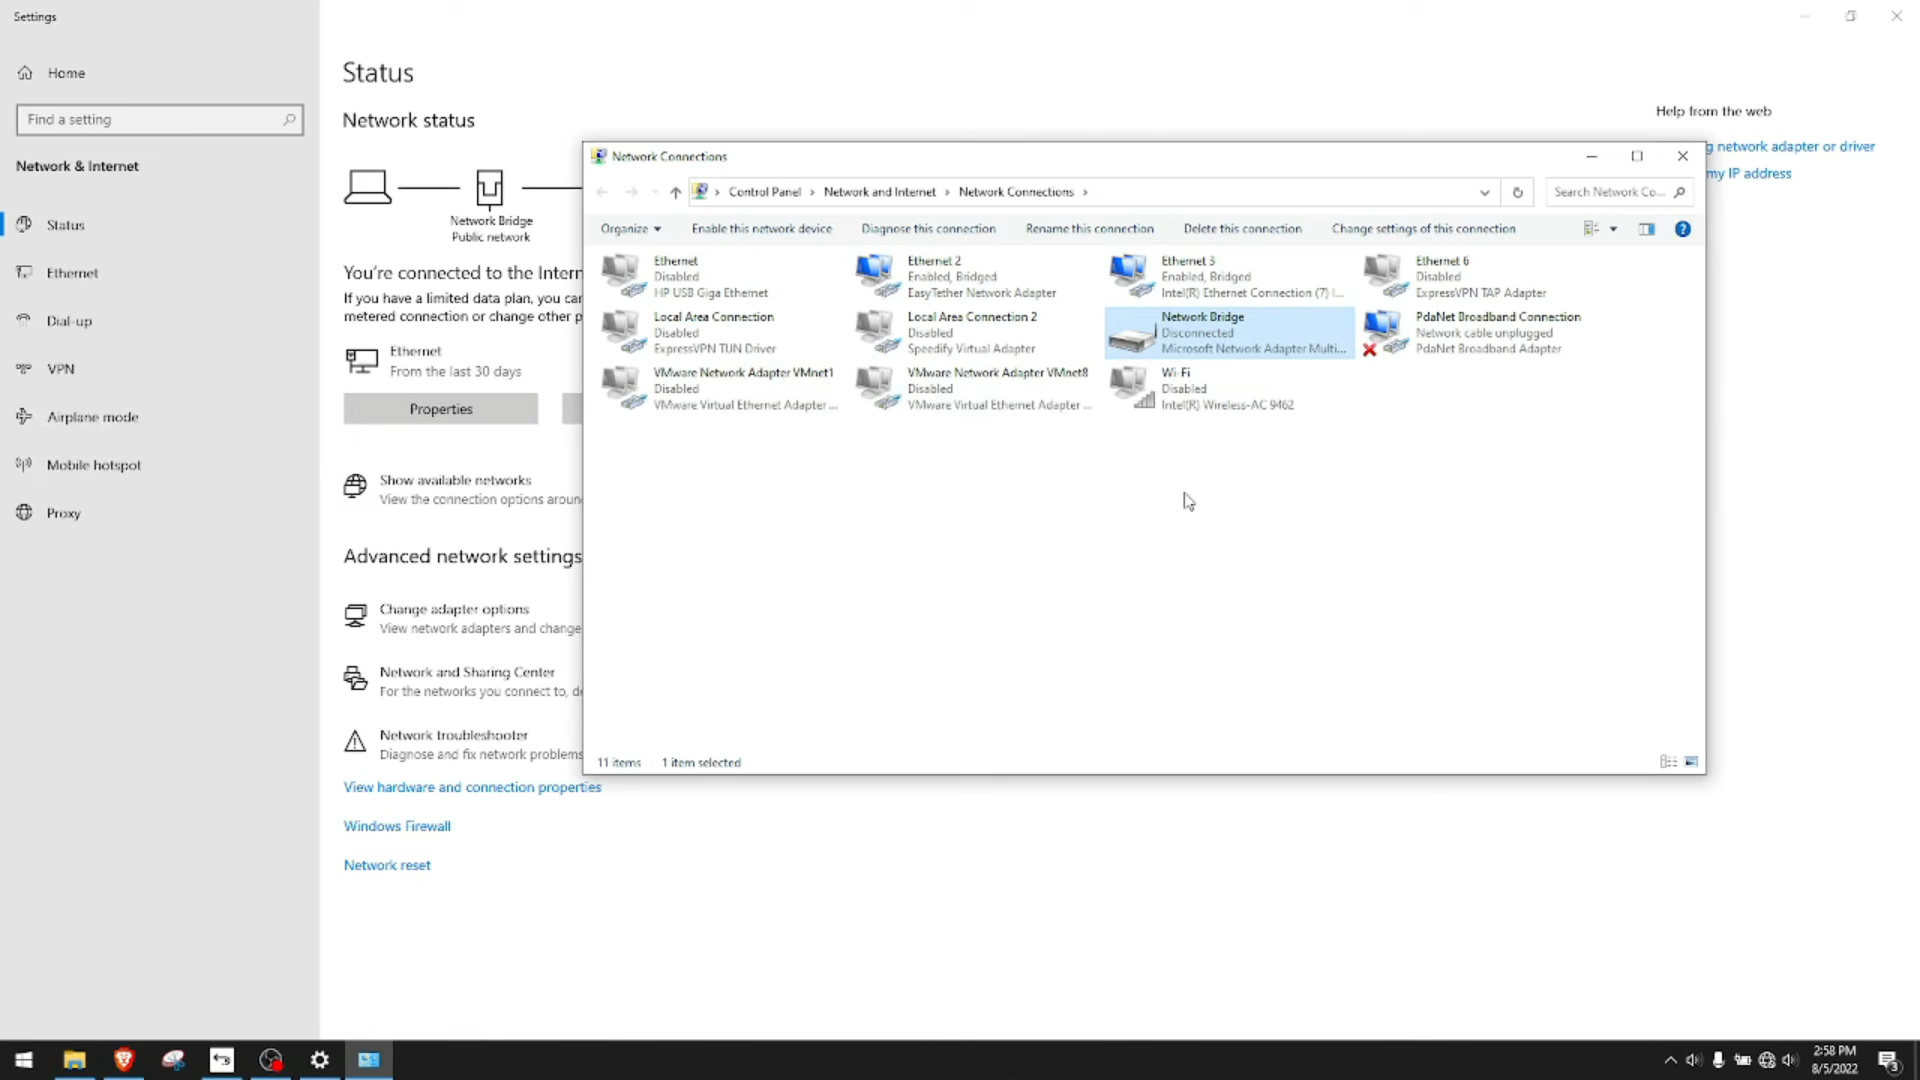 Settings
Home
Find a setting
Network & Internet
Status
Ethernet
Dial-up
VPN
Airplane mode
Mobile hotspot
Proxy
Status
Network status
Network Bridge
Public network
You're connected to the Intern
If you have a limited data plan, you can
metered connection or change other p
Ethernet
From the last 30 days
Properties
Show available networks
View the connection options aroun
Advanced network settings
Change adapter options
View network adapters and change
Network and Sharing Center
For the networks you connect to, de
Network troubleshooter
Diagnose and fix network problems
View hardware and connection properties
Windows Firewall
Network reset
Help from the web
g network adapter or driver
my IP address
Network Connections
Control Panel > Network and Internet > Network Connections >
Search Network Co...
Organize
Enable this network device
Diagnose this connection
Rename this connection
Delete this connection
Change settings of this connection
Ethernet
Disabled
HP USB Giga Ethernet
Ethernet 2
Enabled, Bridged
EasyTether Network Adapter
Ethernet 3
Enabled, Bridged
Intel(R) Ethernet Connection (7) I...
Ethernet 6
Disabled
ExpressVPN TAP Adapter
Local Area Connection
Disabled
ExpressVPN TUN Driver
Local Area Connection 2
Disabled
Speedify Virtual Adapter
Network Bridge
Disconnected
Microsoft Network Adapter Multi...
PdaNet Broadband Connection
Network cable unplugged
PdaNet Broadband Adapter
VMware Network Adapter VMnet1
Disabled
VMware Virtual Ethernet Adapter ...
VMware Network Adapter VMnet8
Disabled
VMware Virtual Ethernet Adapter ...
Wi-Fi
Disabled
Intel(R) Wireless-AC 9462
11 items
1 item selected
2:58 PM
8/5/2022
3